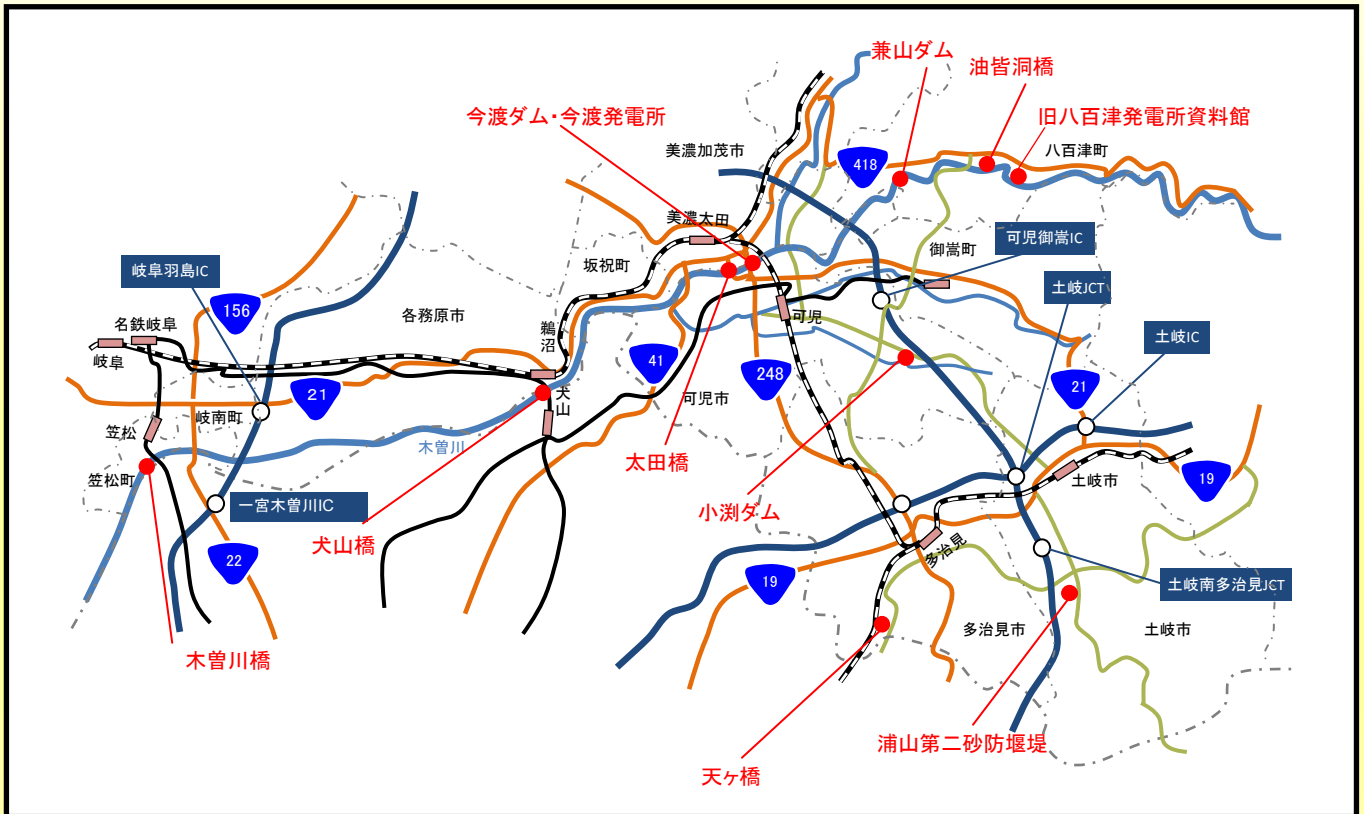 兼山ダム
油皆洞橋
今渡ダム・今渡発電所
旧八百津発電所資料館
美濃加茂市
418
八百津町
美濃太田
御嵩町
可児御嵩IC
坂祝町
岐阜羽島IC
土岐JCT
156
各務原市
名鉄岐阜
可児
鵜沼
土岐IC
岐阜
41
248
21
21
犬山
可児市
岐南町
笠松
木曽川
太田橋
笠松町
土岐市
19
一宮木曽川IC
小渕ダム
犬山橋
22
多治見
19
土岐南多治見JCT
多治見市
土岐市
木曽川橋
浦山第二砂防堰堤
天ヶ橋